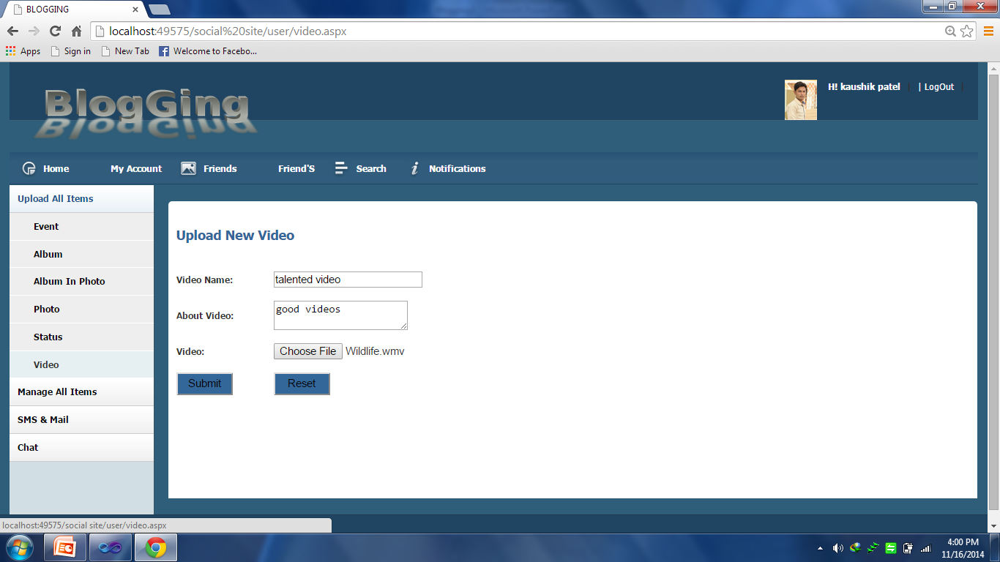 BLOGGING
localhost:49575/social%20site/user/video.aspx
Apps Sign in New Tab Welcome to Facebo...
BlogGing
H! kaushik patel | | LogOut |
Home My Account Friends Friend'S Search Notifications
Upload All Items
Event
Album
Album In Photo
Photo
Status
Video
Manage All Items
SMS & Mail
Chat
Upload New Video
Video Name: talented video
About Video: good videos
Video: Choose File Wildlife.wmv
Submit Reset
localhost:49575/social site/user/video.aspx
4:00 PM
11/16/2014